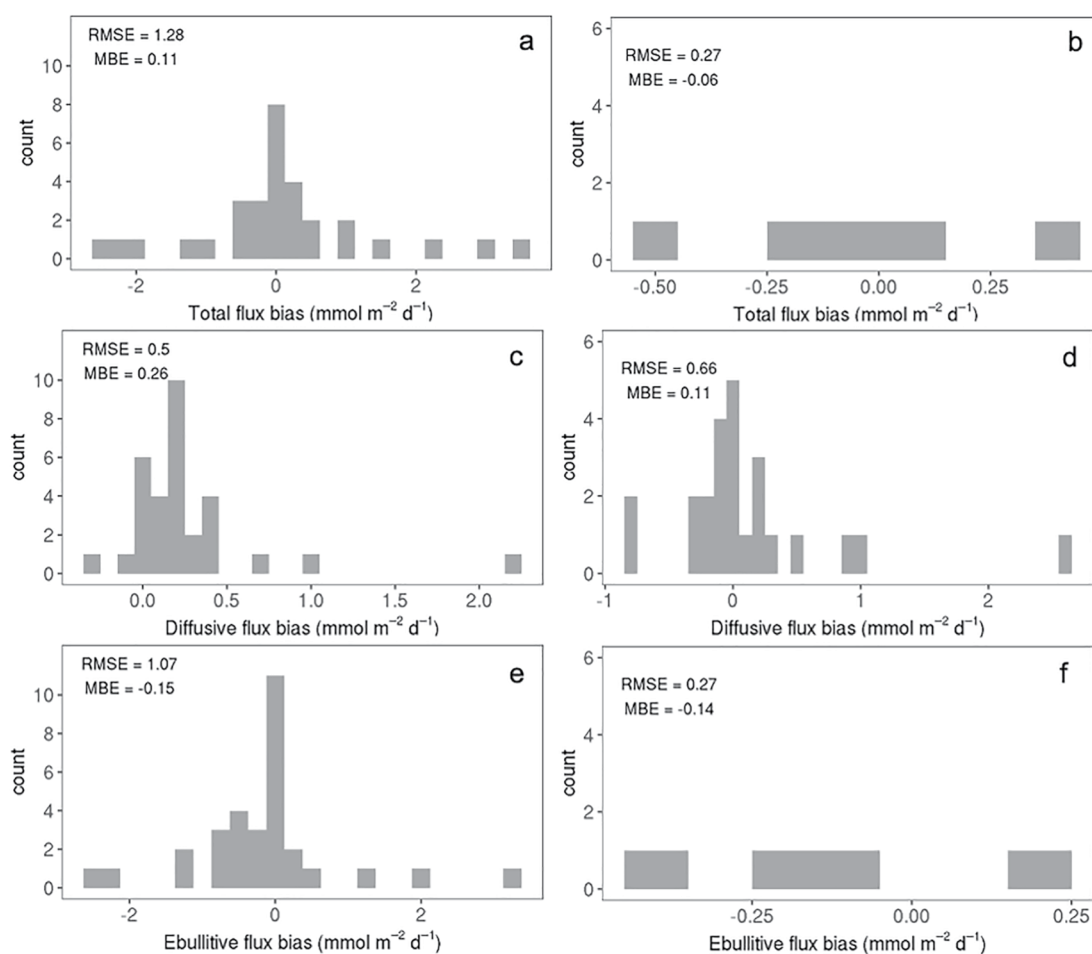 RMSE = 1.28
MBE = 0.11
a
10
8
6
4
2
0
count
-2 0 2
Total flux bias (mmol m⁻² d⁻¹)
RMSE = 0.27
MBE = -0.06
b
6
4
2
0
count
-0.50 -0.25 0.00 0.25
Total flux bias (mmol m⁻² d⁻¹)
RMSE = 0.5
MBE = 0.26
c
10
8
6
4
2
0
count
0.0 0.5 1.0 1.5 2.0
Diffusive flux bias (mmol m⁻² d⁻¹)
RMSE = 0.66
MBE = 0.11
d
6
4
2
0
count
-1 0 1 2
Diffusive flux bias (mmol m⁻² d⁻¹)
RMSE = 1.07
MBE = -0.15
e
10
8
6
4
2
0
count
-2 0 2
Ebullitive flux bias (mmol m⁻² d⁻¹)
RMSE = 0.27
MBE = -0.14
f
6
4
2
0
count
-0.25 0.00 0.25
Ebullitive flux bias (mmol m⁻² d⁻¹)